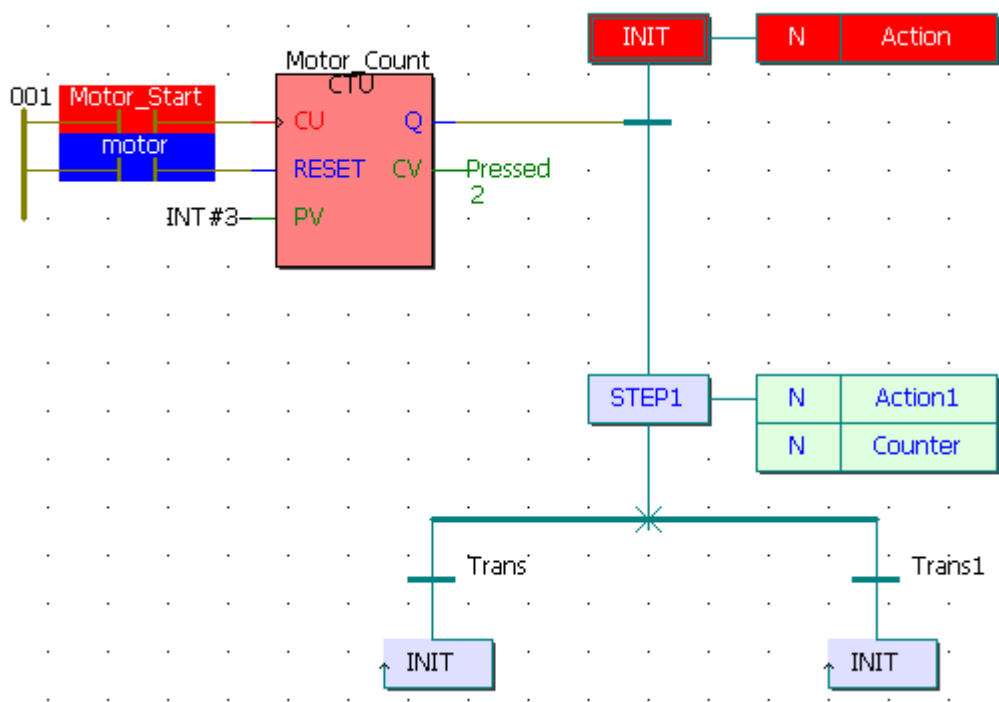 INIT
N
Action
Motor_Count
CTU
001
Motor_Start
CU
Q
motor
RESET
CV
Pressed
2
INT#3
PV
STEP1
N
Action1
N
Counter
Trans
Trans1
INIT
INIT